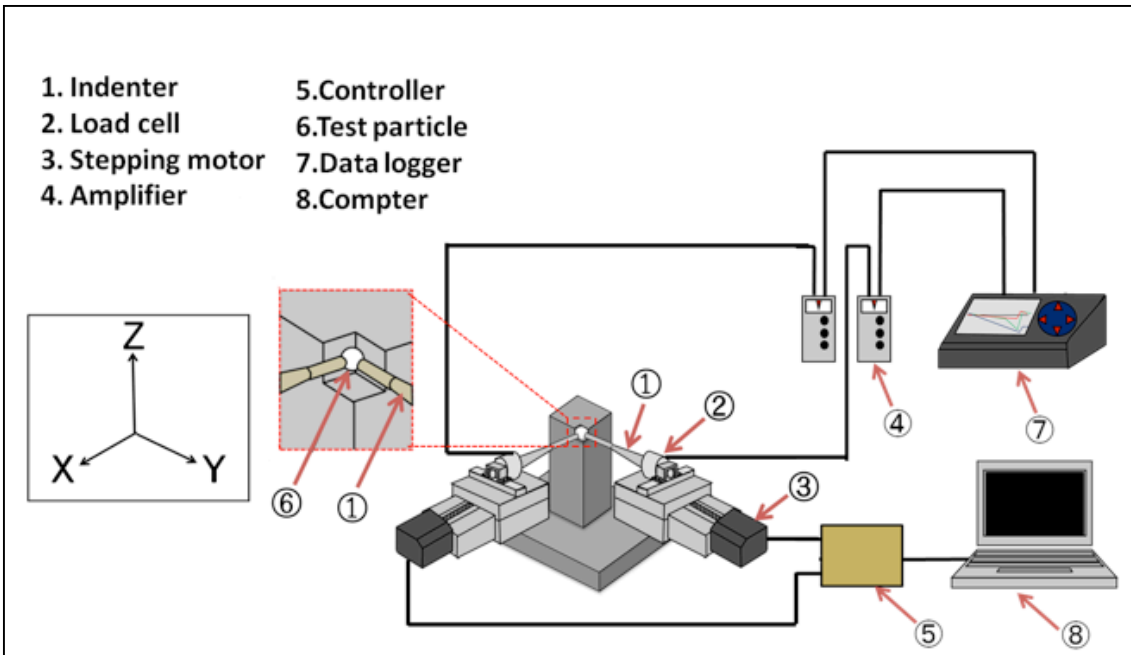 1. Indenter
2. Load cell
3. Stepping motor
4. Amplifier
5.Controller
6.Test particle
7.Data logger
8.Compter
Z
X
Y
⑥
①
①
②
③
④
⑦
⑤
⑧